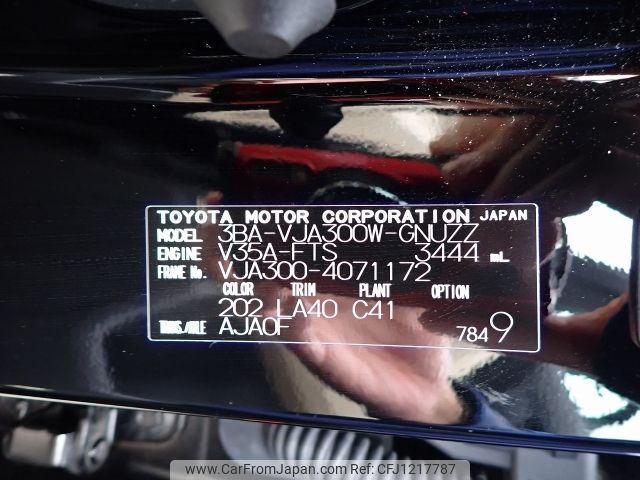 TOYOTA MOTOR CORPORATION JAPAN
MODEL 3BA-VJA300W-GNUZZ
ENGINE V35A-FTS 3444 mL
FRAME No. VJA300-4071172
COLOR TRIM PLANT OPTION
202 LA40 C41
TRANS./AXLE AJA0F 7849
www.CarFromJapan.com | Ref.No: CFJ1217787